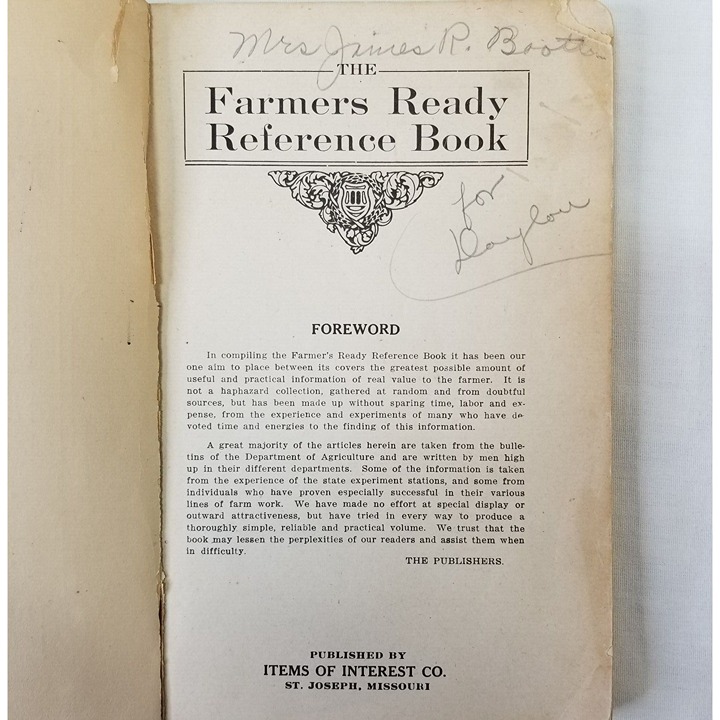 Mrs James R. Booth
THE
Farmers Ready
Reference Book
for
FOREWORD
In compiling the Farmer's Ready Reference Book it has been our
one aim to place between its covers the greatest possible amount of
useful and practical information of real value to the farmer. It is
not a haphazard collection, gathered at random and from doubtful
sources, but has been made up without sparing time, labor and ex-
pense, from the experience and experiments of many who have de-
voted time and energies to the finding of this information.
A great majority of the articles herein are taken from the bulle-
tins of the Department of Agriculture and are written by men high
up in their different departments. Some of the information is taken
from the experience of the state experiment stations, and some from
individuals who have proven especially successful in their various
lines of farm work. We have made no effort at special display or
outward attractiveness, but have tried in every way to produce a
thoroughly simple, reliable and practical volume. We trust that the
book may lessen the perplexities of our readers and assist them when
in difficulty.
THE PUBLISHERS.
PUBLISHED BY
ITEMS OF INTEREST CO.
ST. JOSEPH, MISSOURI